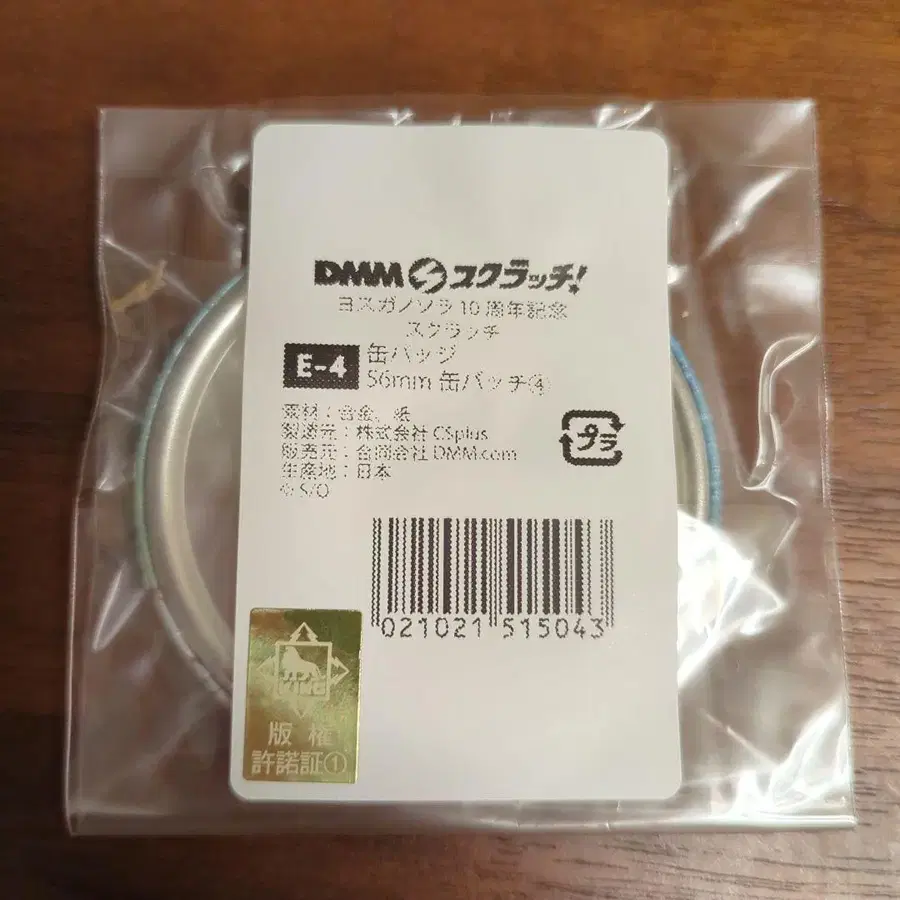 DMM スクラッチ!
ヨスガノソラ 10 周年記念
スクラッチ
E-4
缶バッジ
56mm 缶バッチ④
素材：合金、紙
製造元：株式会社 CSplus
販売元：合同会社 DMM.com
生産地：日本
© S/O
プラ
021021 515043
KING
版権
許諾証①